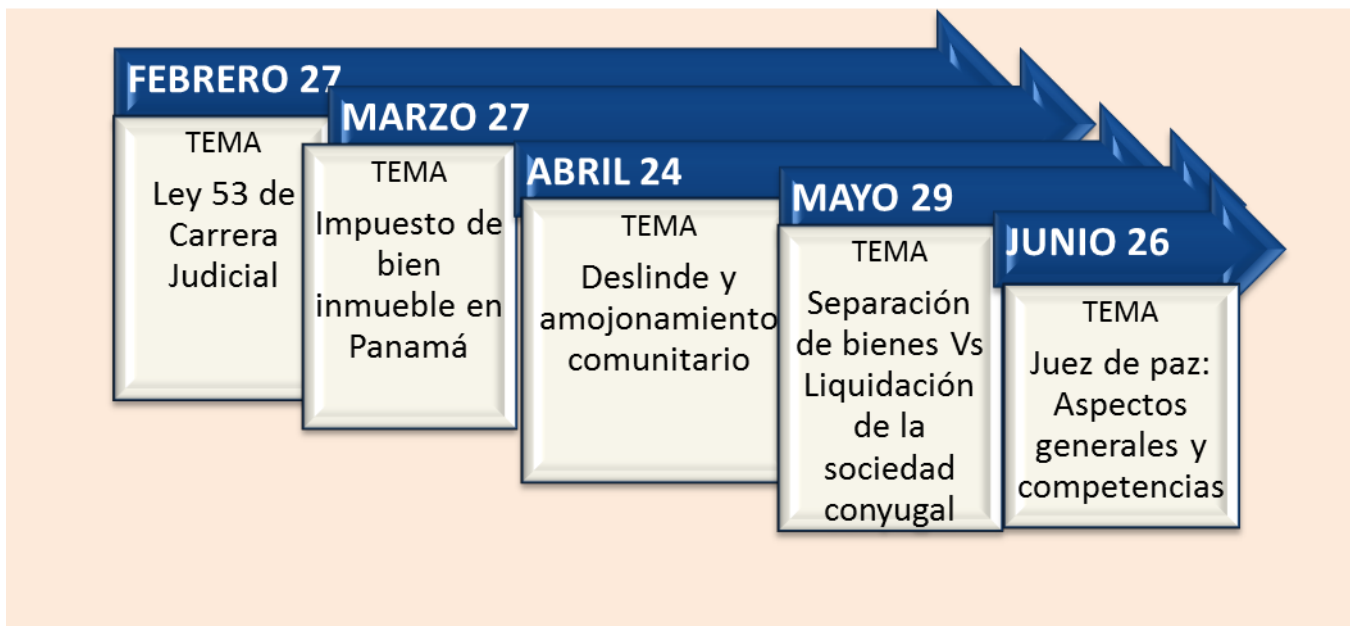 FEBRERO 27
TEMA
Ley 53 de
Carrera
Judicial
MARZO 27
TEMA
Impuesto de
bien
inmueble en
Panamá
ABRIL 24
TEMA
Deslinde y
amojonamiento
comunitario
MAYO 29
TEMA
Separación
de bienes Vs
Liquidación
de la
sociedad
conyugal
JUNIO 26
TEMA
Juez de paz:
Aspectos
generales y
competencias